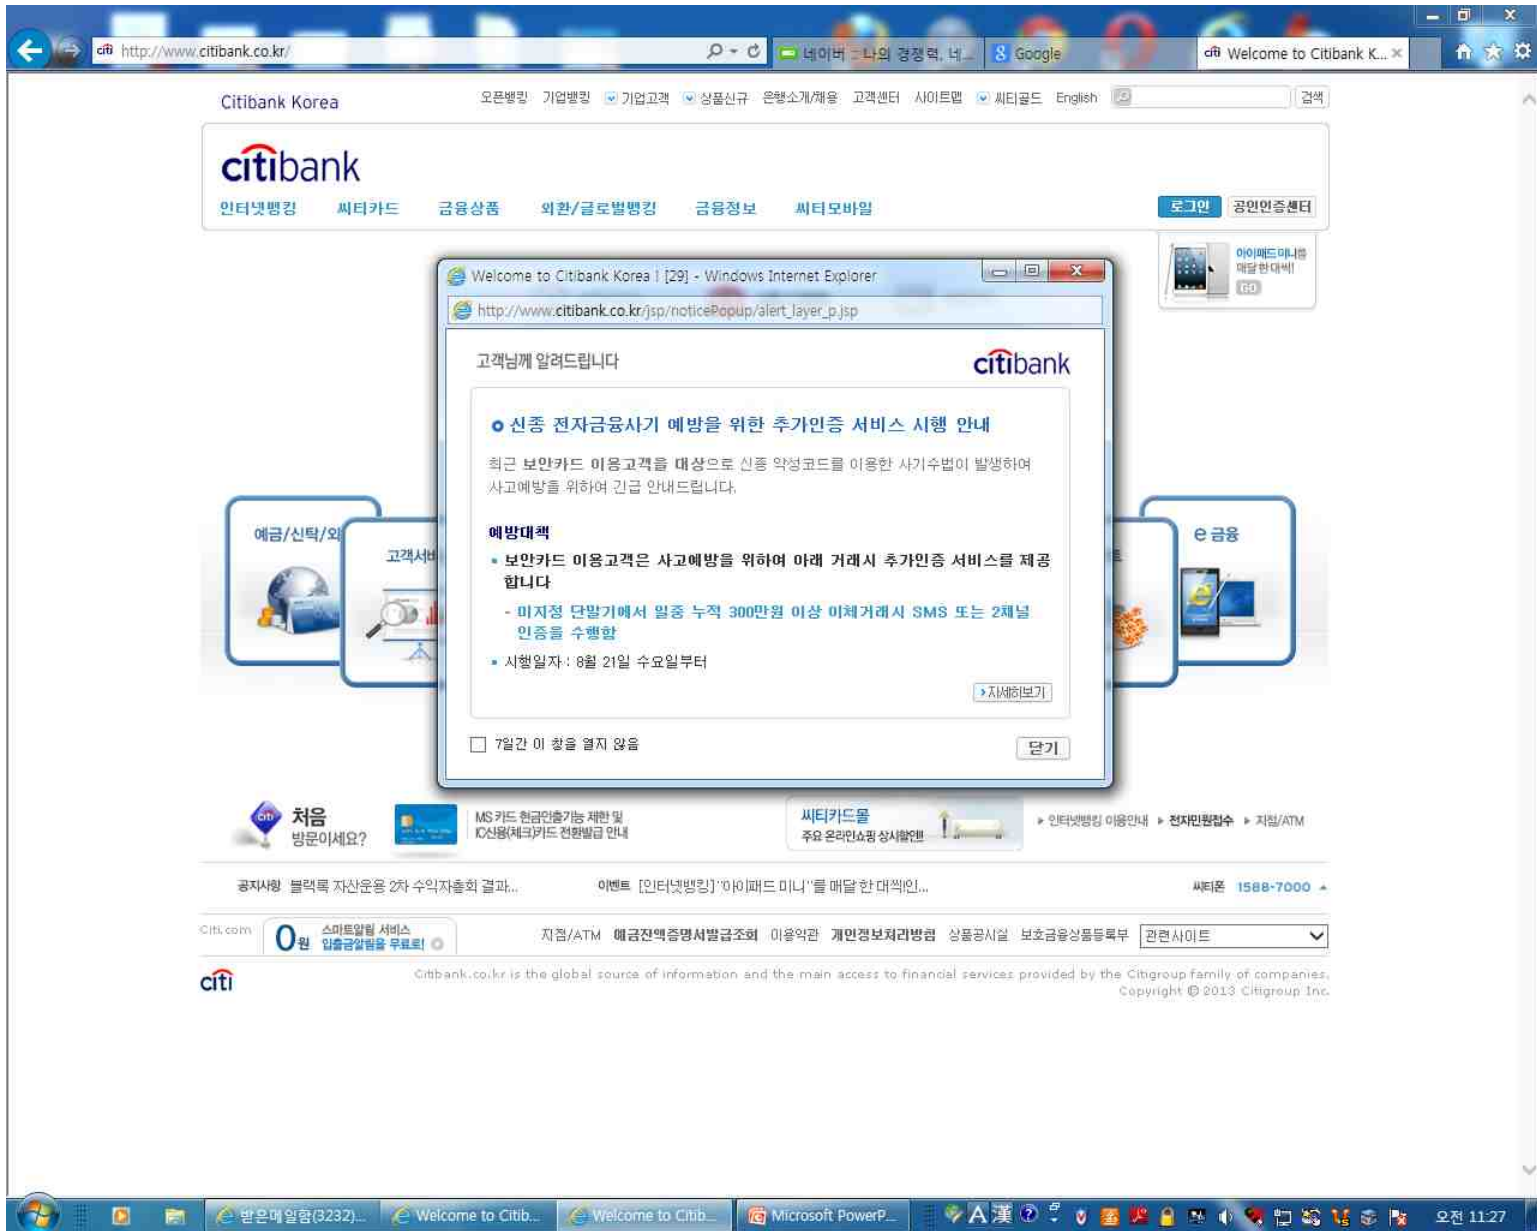 http://www.citibank.co.kr/
네이버 :: 나의 경쟁력, 네...
Google
Welcome to Citibank K...
Citibank Korea
오픈뱅킹 기업뱅킹 기업고객 상품신규 은행소개/채용 고객센터 사이트맵 씨티골드 English
검색
citibank
인터넷뱅킹 씨티카드 금융상품 외환/글로벌뱅킹 금융정보 씨티모바일
로그인 공인인증센터
아이패드 미니를
매달 한 대씩!
GO
Welcome to Citibank Korea ! [29] - Windows Internet Explorer
http://www.citibank.co.kr/jsp/noticePopup/alert_layer_p.jsp
고객님께 알려드립니다
citibank
신종 전자금융사기 예방을 위한 추가인증 서비스 시행 안내
최근 보안카드 이용고객을 대상으로 신종 악성코드를 이용한 사기수법이 발생하여
사고예방을 위하여 긴급 안내드립니다.
예방대책
보안카드 이용고객은 사고예방을 위하여 아래 거래시 추가인증 서비스를 제공
합니다
- 미지정 단말기에서 일중 누적 300만원 이상 이체거래시 SMS 또는 2채널
인증을 수행함
시행일자 : 8월 21일 수요일부터
자세히보기
7일간 이 창을 열지 않음
닫기
예금/신탁/외
고객서비
e 금융
citi
처음
방문이세요?
MS 카드 현금인출기능 제한 및
IC신용(체크)카드 전환발급 안내
씨티카드몰
주요 온라인쇼핑 상시할인!!
인터넷뱅킹 이용안내 전자민원접수 지점/ATM
공지사항 블랙록 자산운용 2차 수익자총회 결과...
이벤트 [인터넷뱅킹]"아이패드 미니"를 매달 한 대씩!인...
씨티폰 1588-7000
Citi.com
0원 스마트알림 서비스
입출금알림을 무료로!
지점/ATM 예금잔액증명서발급조회 이용약관 개인정보처리방침 상품공시실 보호금융상품등록부 관련사이트
citi
Citibank.co.kr is the global source of information and the main access to financial services provided by the Citigroup family of companies.
Copyright © 2013 Citigroup Inc.
받은메일함(3232)...
Welcome to Citib...
Welcome to Citib...
Microsoft PowerP...
A 漢
오전 11:27